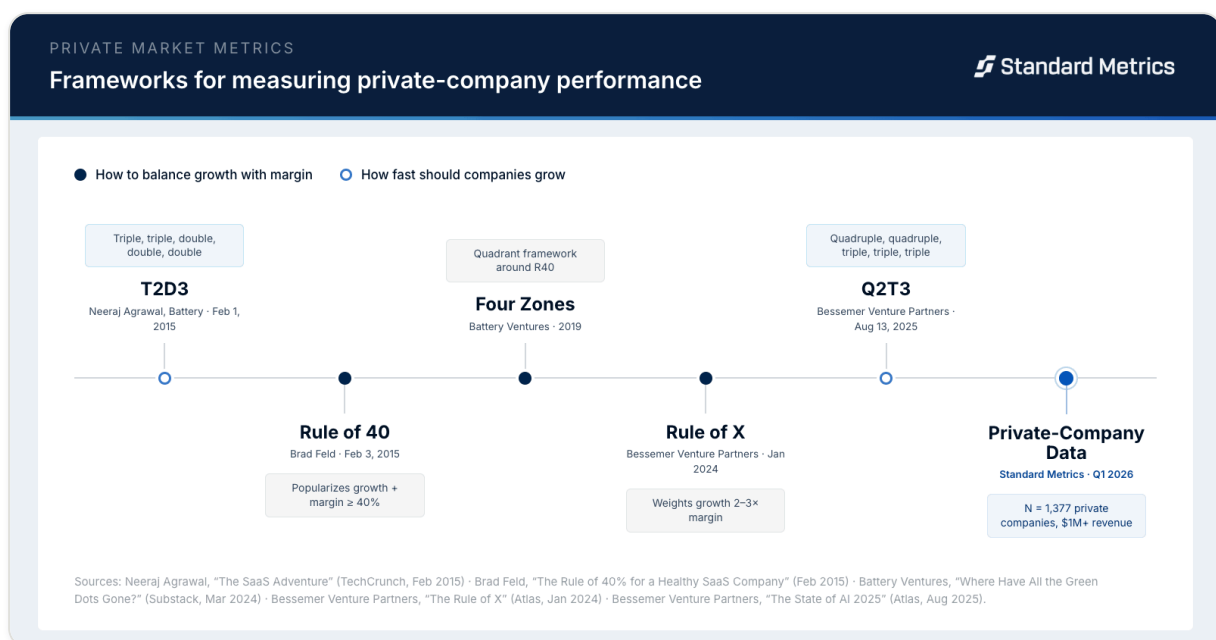 PRIVATE MARKET METRICS
Frameworks for measuring private-company performance
Standard Metrics
How to balance growth with margin
How fast should companies grow
Triple, triple, double,
double, double
T2D3
Neeraj Agrawal, Battery · Feb 1,
2015
Quadrant framework
around R40
Four Zones
Battery Ventures · 2019
Quadruple, quadruple,
triple, triple, triple
Q2T3
Bessemer Venture Partners ·
Aug 13, 2025
Rule of 40
Brad Feld · Feb 3, 2015
Popularizes growth +
margin ≥ 40%
Rule of X
Bessemer Venture Partners · Jan
2024
Weights growth 2–3×
margin
Private-Company
Data
Standard Metrics · Q1 2026
N = 1,377 private
companies, $1M+ revenue
Sources: Neeraj Agrawal, “The SaaS Adventure” (TechCrunch, Feb 2015) · Brad Feld, “The Rule of 40% for a Healthy SaaS Company” (Feb 2015) · Battery Ventures, “Where Have All the Green
Dots Gone?” (Substack, Mar 2024) · Bessemer Venture Partners, “The Rule of X” (Atlas, Jan 2024) · Bessemer Venture Partners, “The State of AI 2025” (Atlas, Aug 2025).